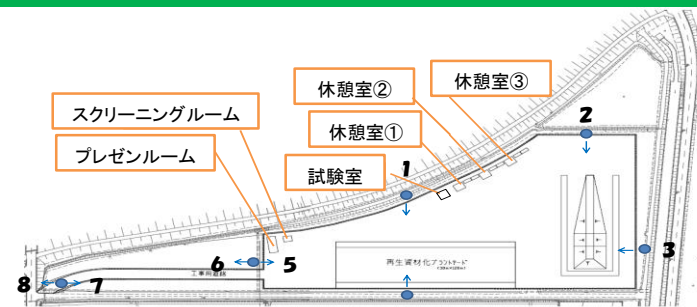 休憩室③
休憩室②
スクリーニングルーム
休憩室①
2
プレゼンルーム
試験室
1
3
再生資材化プラントヤード
6
5
工事用道路
8
7